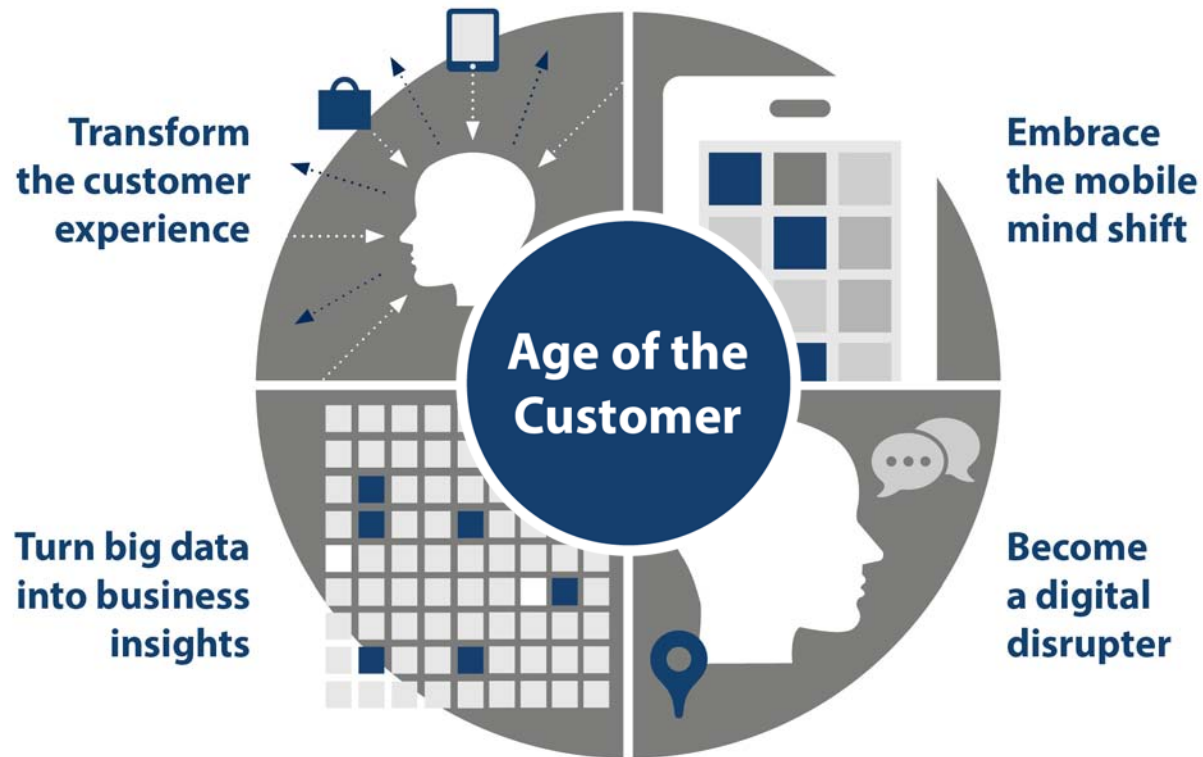 Transform
the customer
experience
Embrace
the mobile
mind shift
Age of the
Customer
Turn big data
into business
insights
Become
a digital
disrupter